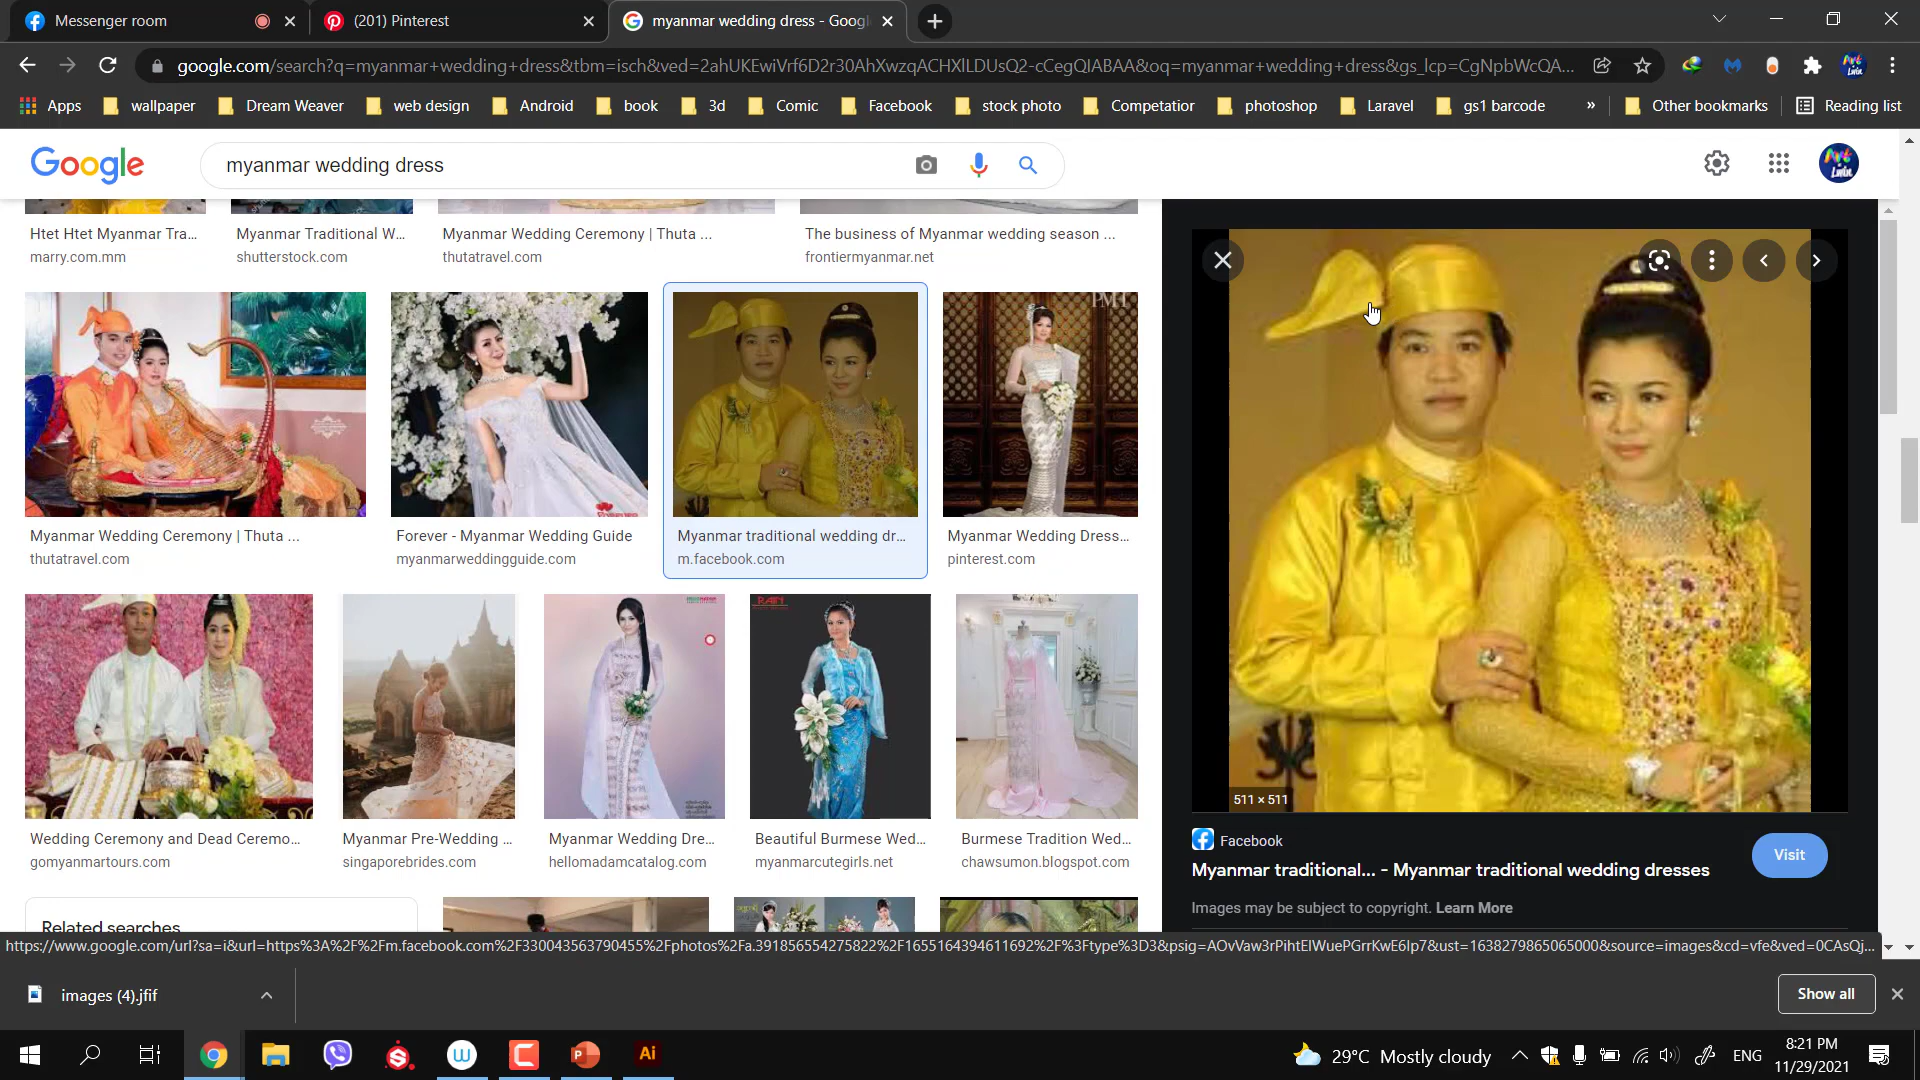 Messenger room
(201) Pinterest
myanmar wedding dress - Googl
google.com/search?q=myanmar+wedding+dress&tbm=isch&ved=2ahUKEwiVrf6D2r30AhXwzqACHXlLDUsQ2-cCegQIABAA&oq=myanmar+wedding+dress&gs_lcp=CgNpbWcQA...
Apps wallpaper Dream Weaver web design Android book 3d Comic Facebook stock photo Competatior photoshop Laravel gs1 barcode » Other bookmarks Reading list
Google
myanmar wedding dress
Htet Htet Myanmar Tra...
marry.com.mm
Myanmar Traditional W...
shutterstock.com
Myanmar Wedding Ceremony | Thuta ...
thutatravel.com
The business of Myanmar wedding season ...
frontiermyanmar.net
Myanmar Wedding Ceremony | Thuta ...
thutatravel.com
Forever - Myanmar Wedding Guide
myanmarweddingguide.com
Myanmar traditional wedding dr...
m.facebook.com
Myanmar Wedding Dress...
pinterest.com
Wedding Ceremony and Dead Ceremo...
gomyanmartours.com
Myanmar Pre-Wedding ...
singaporebrides.com
Myanmar Wedding Dre...
hellomadamcatalog.com
Beautiful Burmese Wed...
myanmarcutegirls.net
Burmese Tradition Wed...
chawsumon.blogspot.com
Related searches
511 × 511
Facebook
Myanmar traditional... - Myanmar traditional wedding dresses
Visit
Images may be subject to copyright. Learn More
https://www.google.com/url?sa=i&url=https%3A%2F%2Fm.facebook.com%2F330043563790455%2Fphotos%2Fa.391856554275822%2F1655164394611692%2F%3Ftype%3D3&psig=AOvVaw3rPihtElWuePGrrKwE6Ip7&ust=1638279865065000&source=images&cd=vfe&ved=0CAsQj...
images (4).jfif
Show all
29°C Mostly cloudy
ENG
8:21 PM
11/29/2021